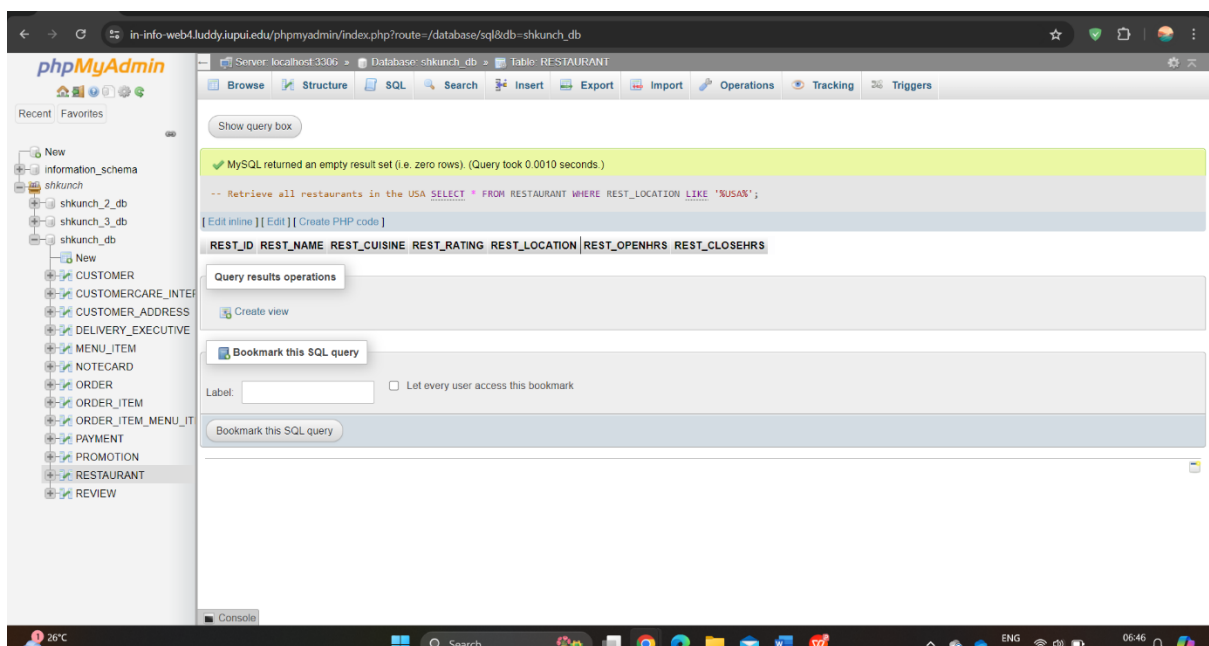 in-info-web4.luddy.iupui.edu/phpmyadmin/index.php?route=/database/sql&db=shkunch_db
phpMyAdmin
Recent Favorites
New
information_schema
shkunch
shkunch_2_db
shkunch_3_db
shkunch_db
New
CUSTOMER
CUSTOMERCARE_INTER
CUSTOMER_ADDRESS
DELIVERY_EXECUTIVE
MENU_ITEM
NOTECARD
ORDER
ORDER_ITEM
ORDER_ITEM_MENU_IT
PAYMENT
PROMOTION
RESTAURANT
REVIEW
Server: localhost:3306 » Database: shkunch_db » Table: RESTAURANT
Browse Structure SQL Search Insert Export Import Operations Tracking Triggers
Show query box
MySQL returned an empty result set (i.e. zero rows). (Query took 0.0010 seconds.)
-- Retrieve all restaurants in the USA SELECT * FROM RESTAURANT WHERE REST_LOCATION LIKE '%USA%';
[ Edit inline ] [ Edit ] [ Create PHP code ]
REST_ID REST_NAME REST_CUISINE REST_RATING REST_LOCATION REST_OPENHRS REST_CLOSEHRS
Query results operations
Create view
Bookmark this SQL query
Label: Let every user access this bookmark
Bookmark this SQL query
Console
1 26°C Search ENG 06:46